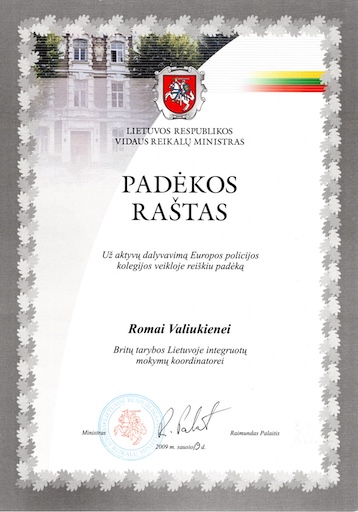 LIETUVOS RESPUBLIKOS
VIDAUS REIKALŲ MINISTRAS
PADĖKOS
RAŠTAS
Už aktyvų dalyvavimą Europos policijos
kolegijos veikloje reiškiu padėką
Romai Valiukienei
Britų tarybos Lietuvoje integruotų
mokymų koordinatorei
Ministras
Raimundas Palaitis
2009 m. sausio 13 d.